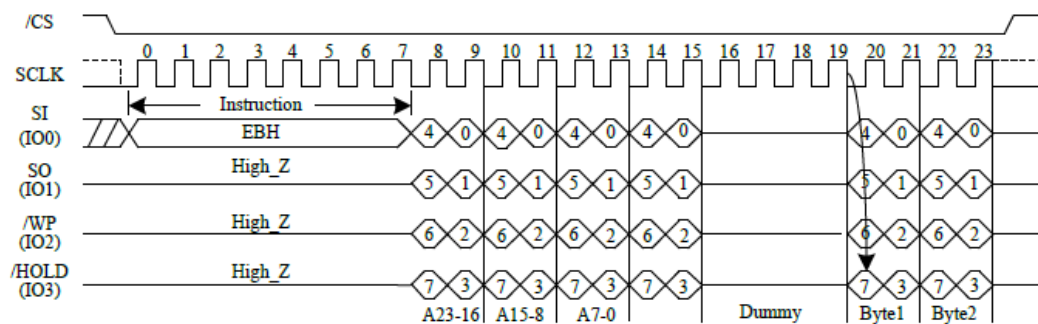 /CS
0 1 2 3 4 5 6 7 8 9 10 11 12 13 14 15 16 17 18 19 20 21 22 23
SCLK
Instruction
SI
(IO0)
EBH
4 0 4 0 4 0 4 0 4 0 4 0
SO
(IO1)
High_Z
5 1 5 1 5 1 5 1 5 1 5 1
/WP
(IO2)
High_Z
6 2 6 2 6 2 6 2 6 2 6 2
/HOLD
(IO3)
High_Z
7 3 7 3 7 3 7 3 7 3 7 3
A23-16 A15-8 A7-0 Dummy Byte1 Byte2